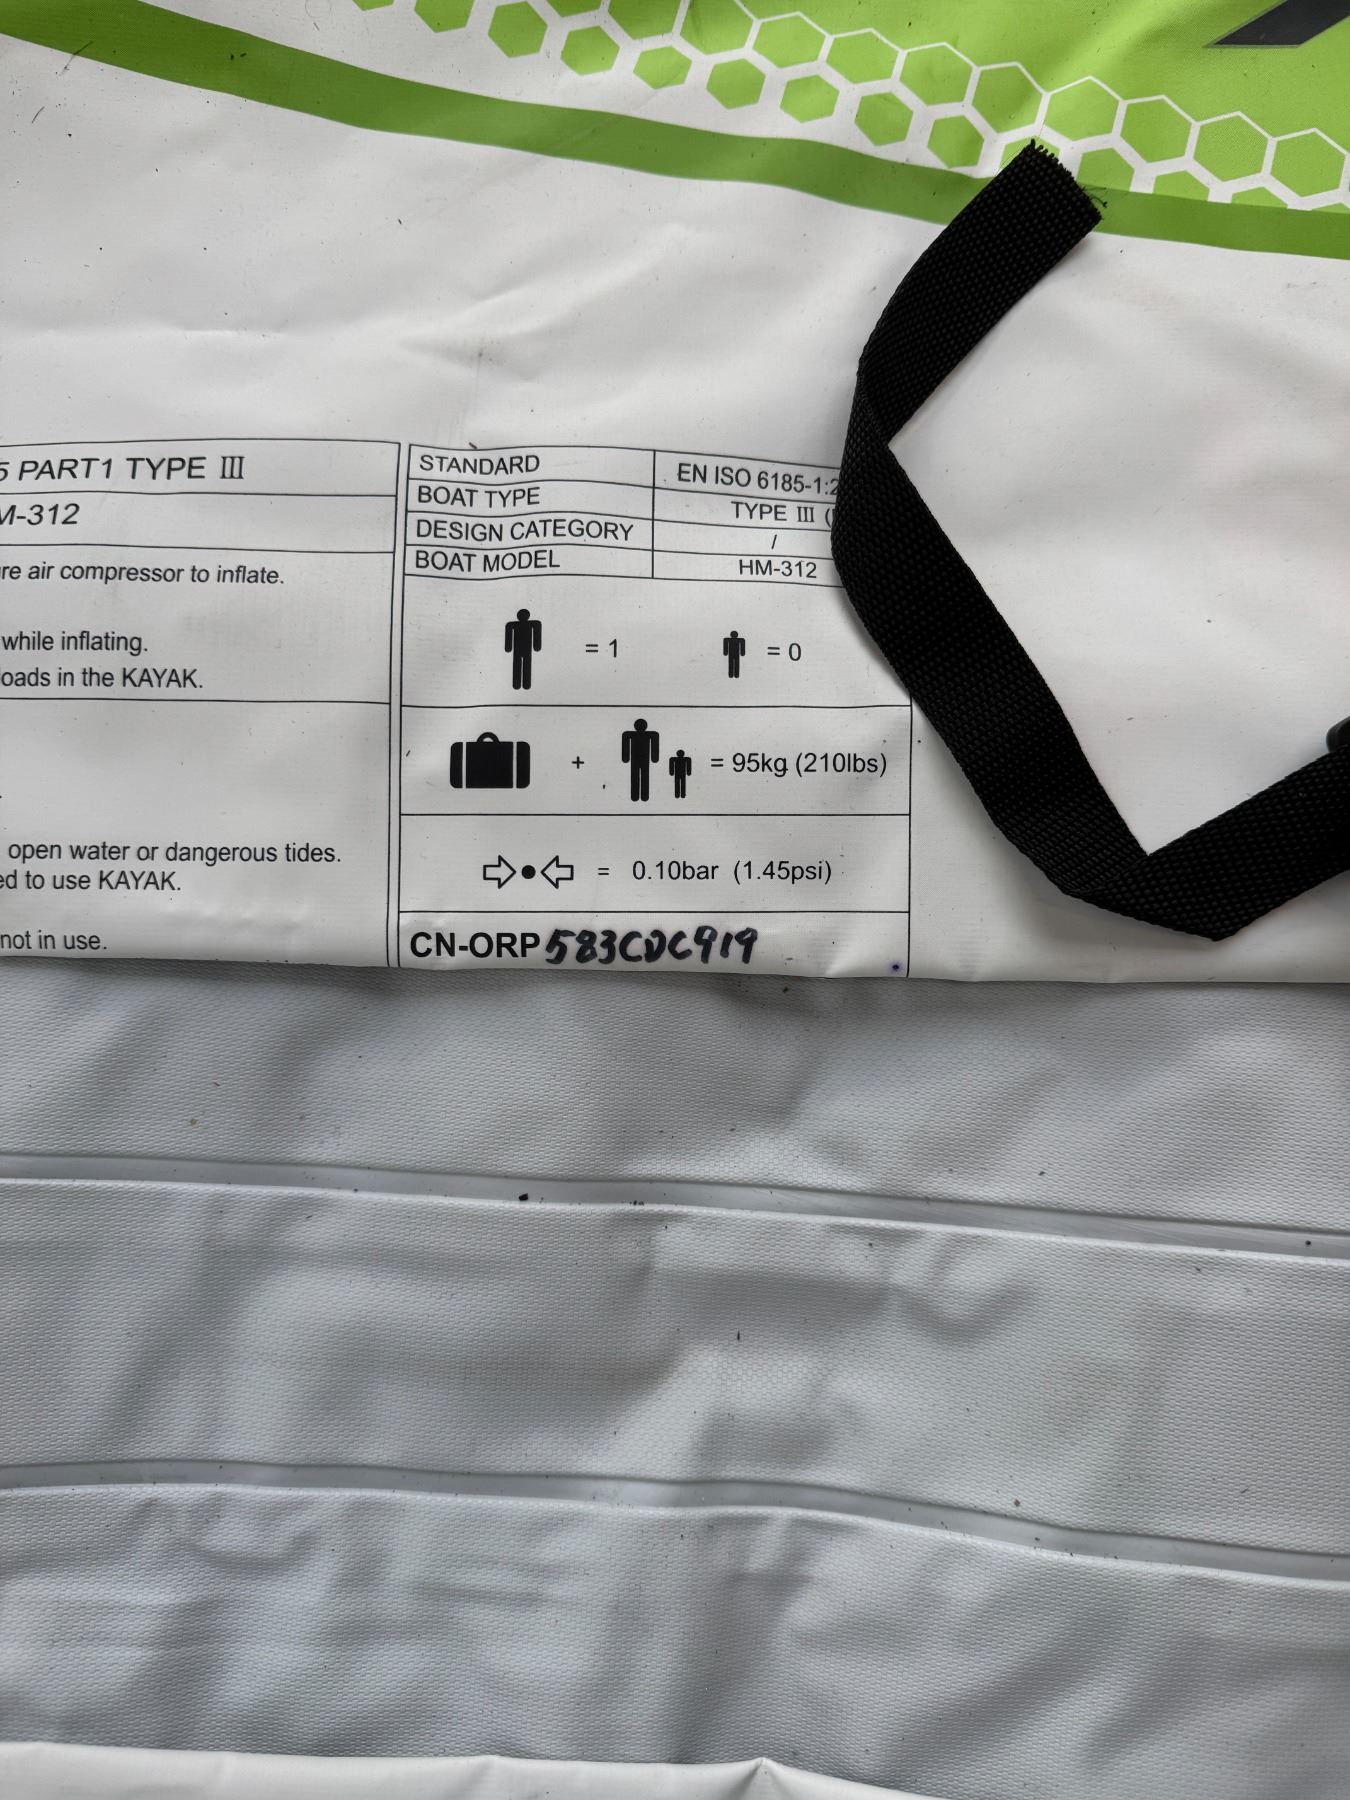 5 PART1 TYPE III
M-312
re air compressor to inflate.
while inflating.
loads in the KAYAK.
open water or dangerous tides.
ed to use KAYAK.
not in use.
STANDARD EN ISO 6185-1:2
BOAT TYPE TYPE III (
DESIGN CATEGORY /
BOAT MODEL HM-312
= 1 = 0
+ = 95kg (210lbs)
= 0.10bar (1.45psi)
CN-ORP583CDC919